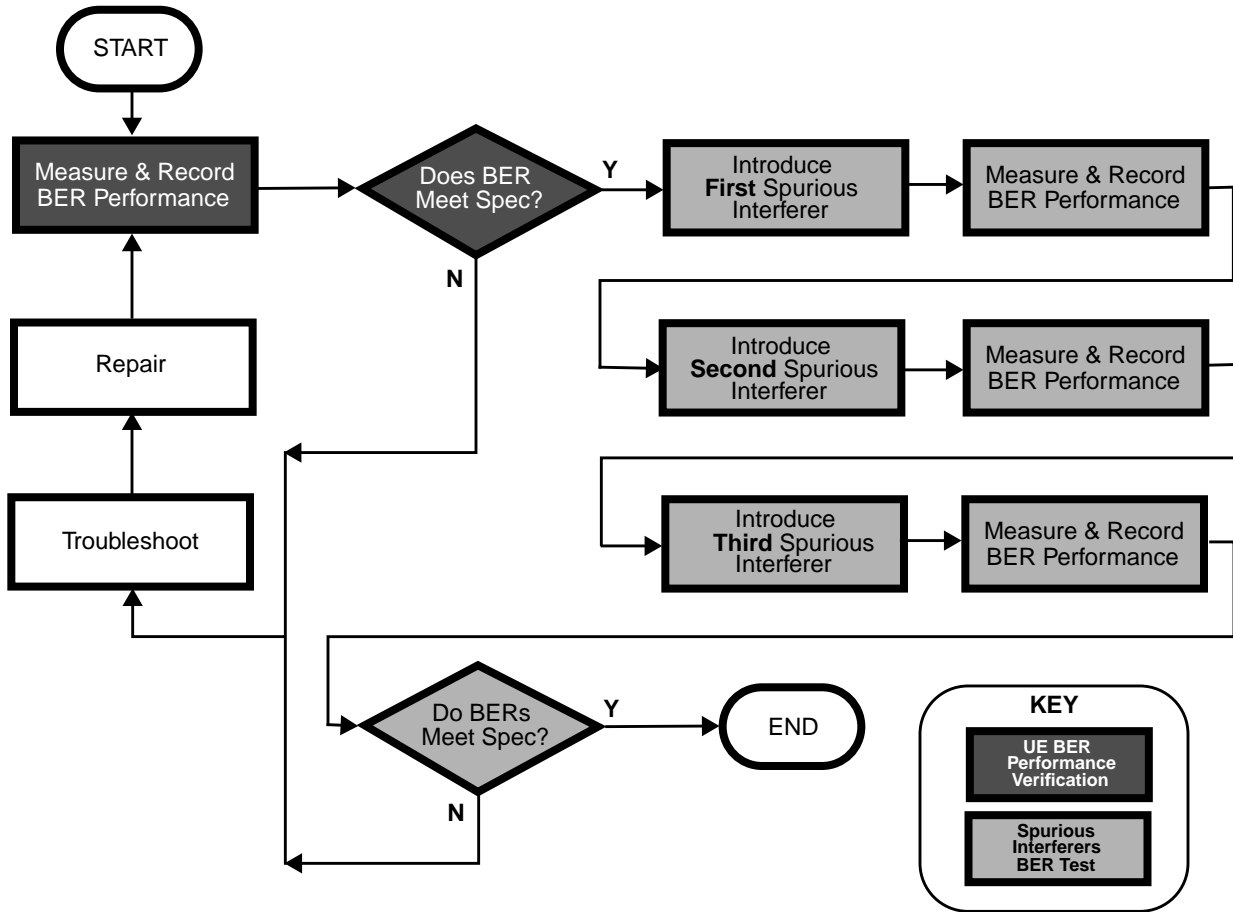 START
Measure & Record
BER Performance
Does BER
Meet Spec?
Y
N
Introduce
First Spurious
Interferer
Measure & Record
BER Performance
Repair
Introduce
Second Spurious
Interferer
Measure & Record
BER Performance
Troubleshoot
Introduce
Third Spurious
Interferer
Measure & Record
BER Performance
Do BERs
Meet Spec?
Y
N
END
KEY
UE BER
Performance
Verification
Spurious
Interferers
BER Test